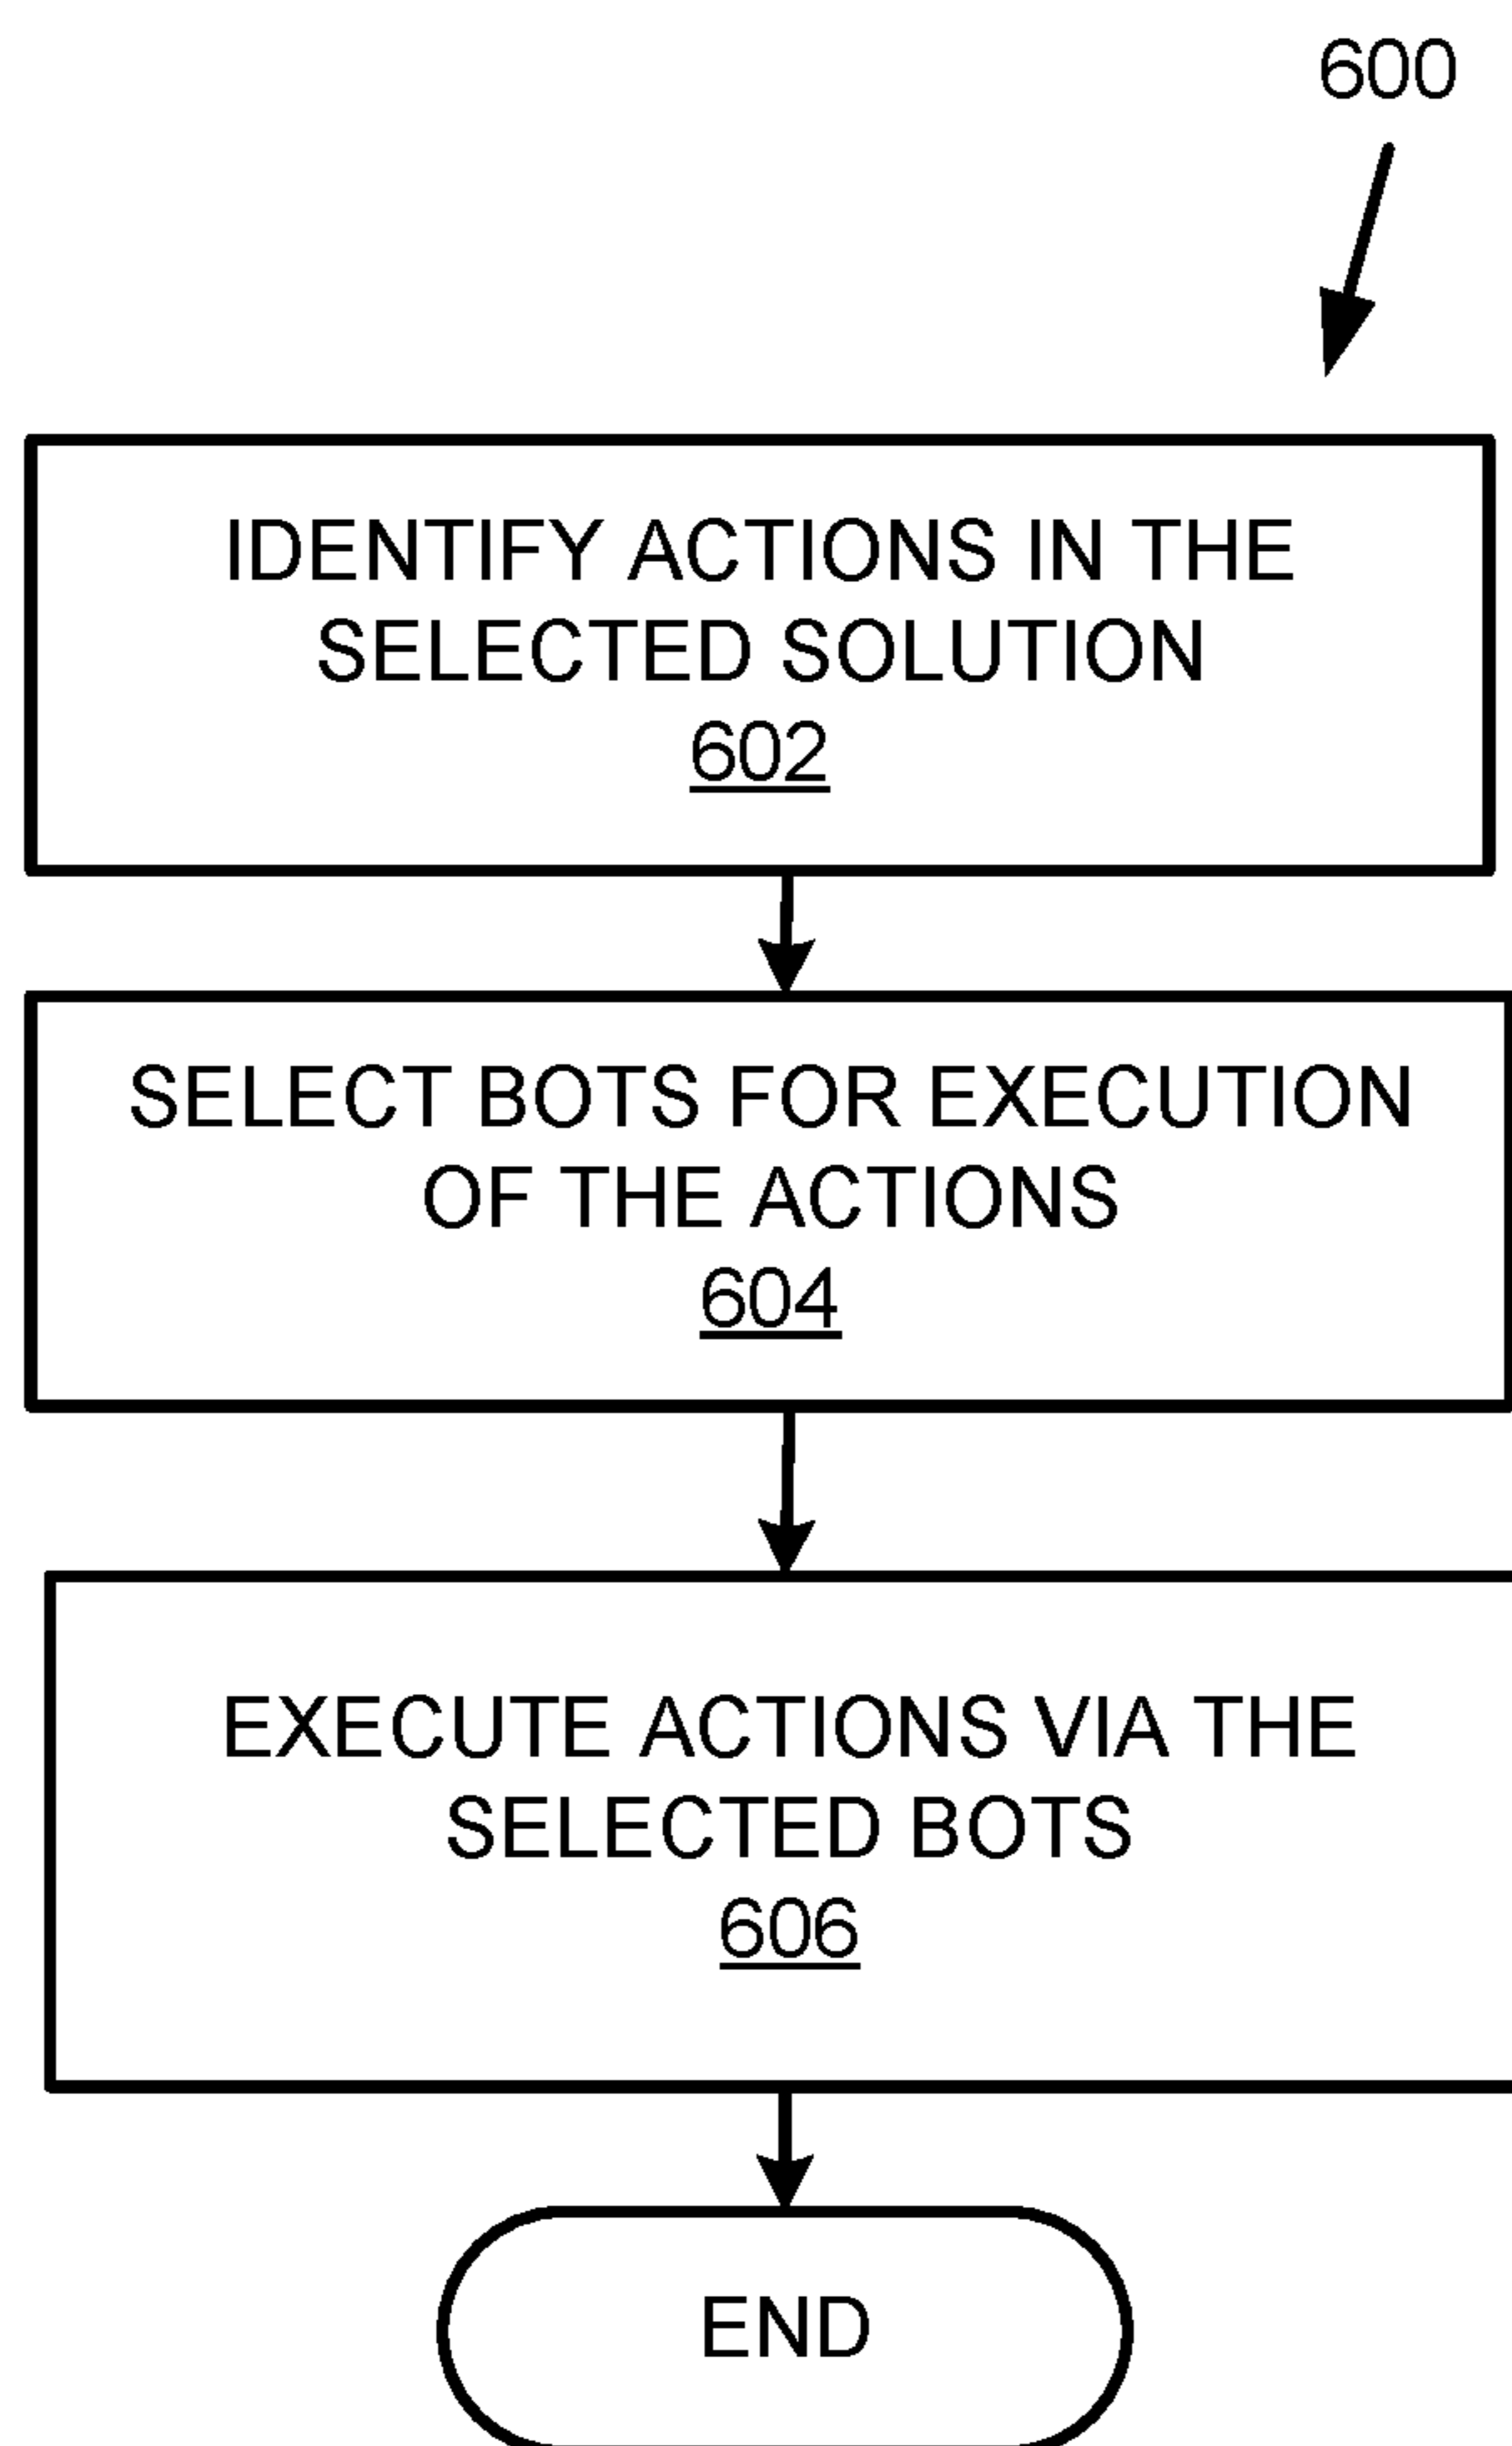 600
IDENTIFY ACTIONS IN THE
SELECTED SOLUTION
602
SELECT BOTS FOR EXECUTION
OF THE ACTIONS
604
EXECUTE ACTIONS VIA THE
SELECTED BOTS
606
END